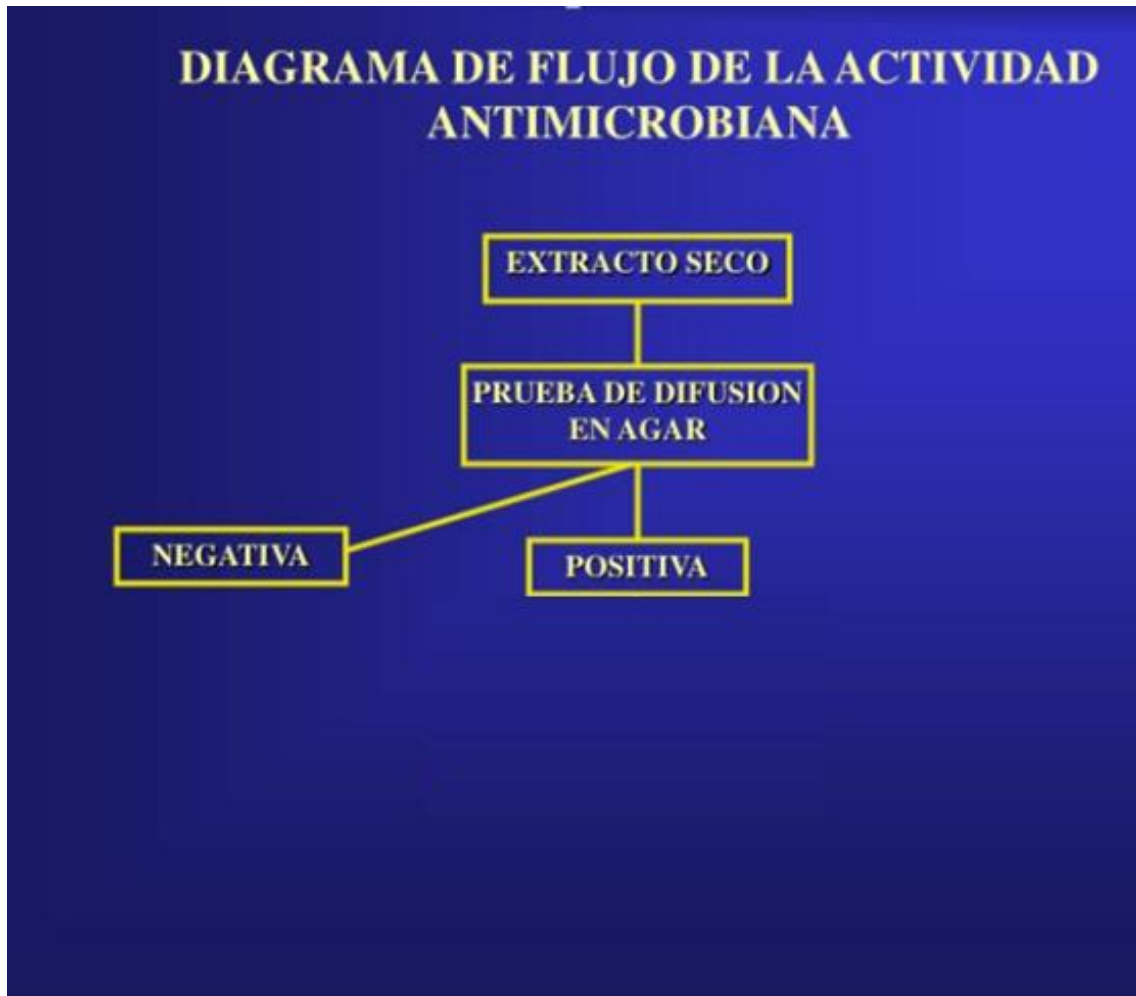 DIAGRAMA DE FLUJO DE LA ACTIVIDAD
ANTIMICROBIANA
EXTRACTO SECO
PRUEBA DE DIFUSION
EN AGAR
NEGATIVA
POSITIVA